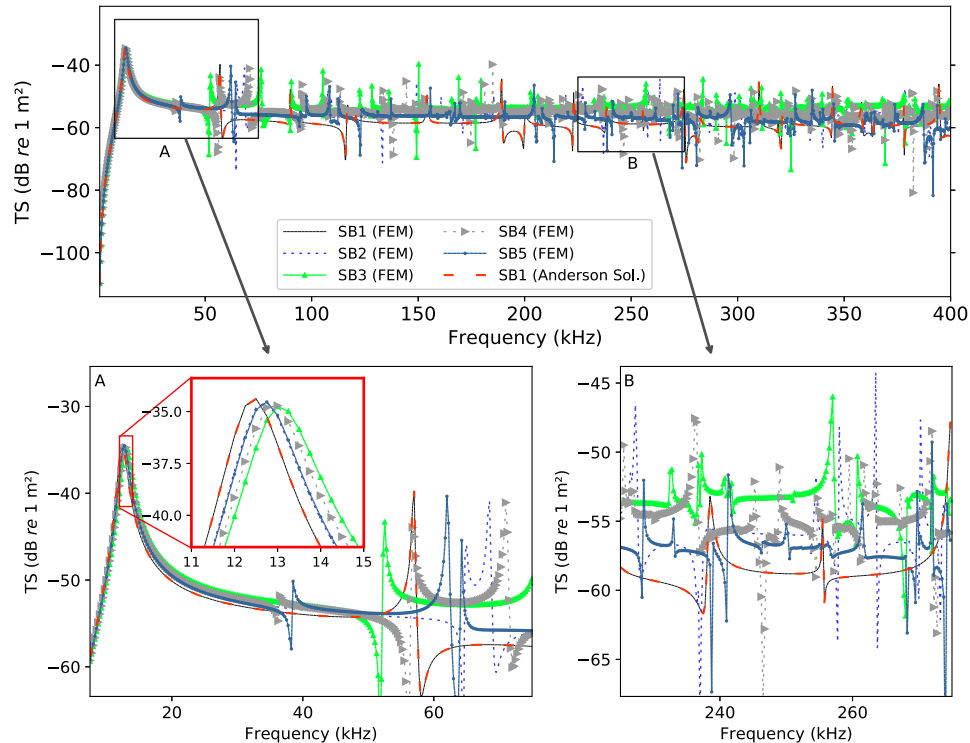 TS (dB re 1 m²)
−40
−60
−80
−100
A
B
SB1 (FEM)
SB2 (FEM)
SB3 (FEM)
SB4 (FEM)
SB5 (FEM)
SB1 (Anderson Sol.)
50
100
150
200
250
300
350
400
Frequency (kHz)
A
TS (dB re 1 m²)
−30
−40
−50
−60
−35.0
−37.5
−40.0
11
12
13
14
15
20
40
60
Frequency (kHz)
B
TS (dB re 1 m²)
−45
−50
−55
−60
−65
240
260
Frequency (kHz)